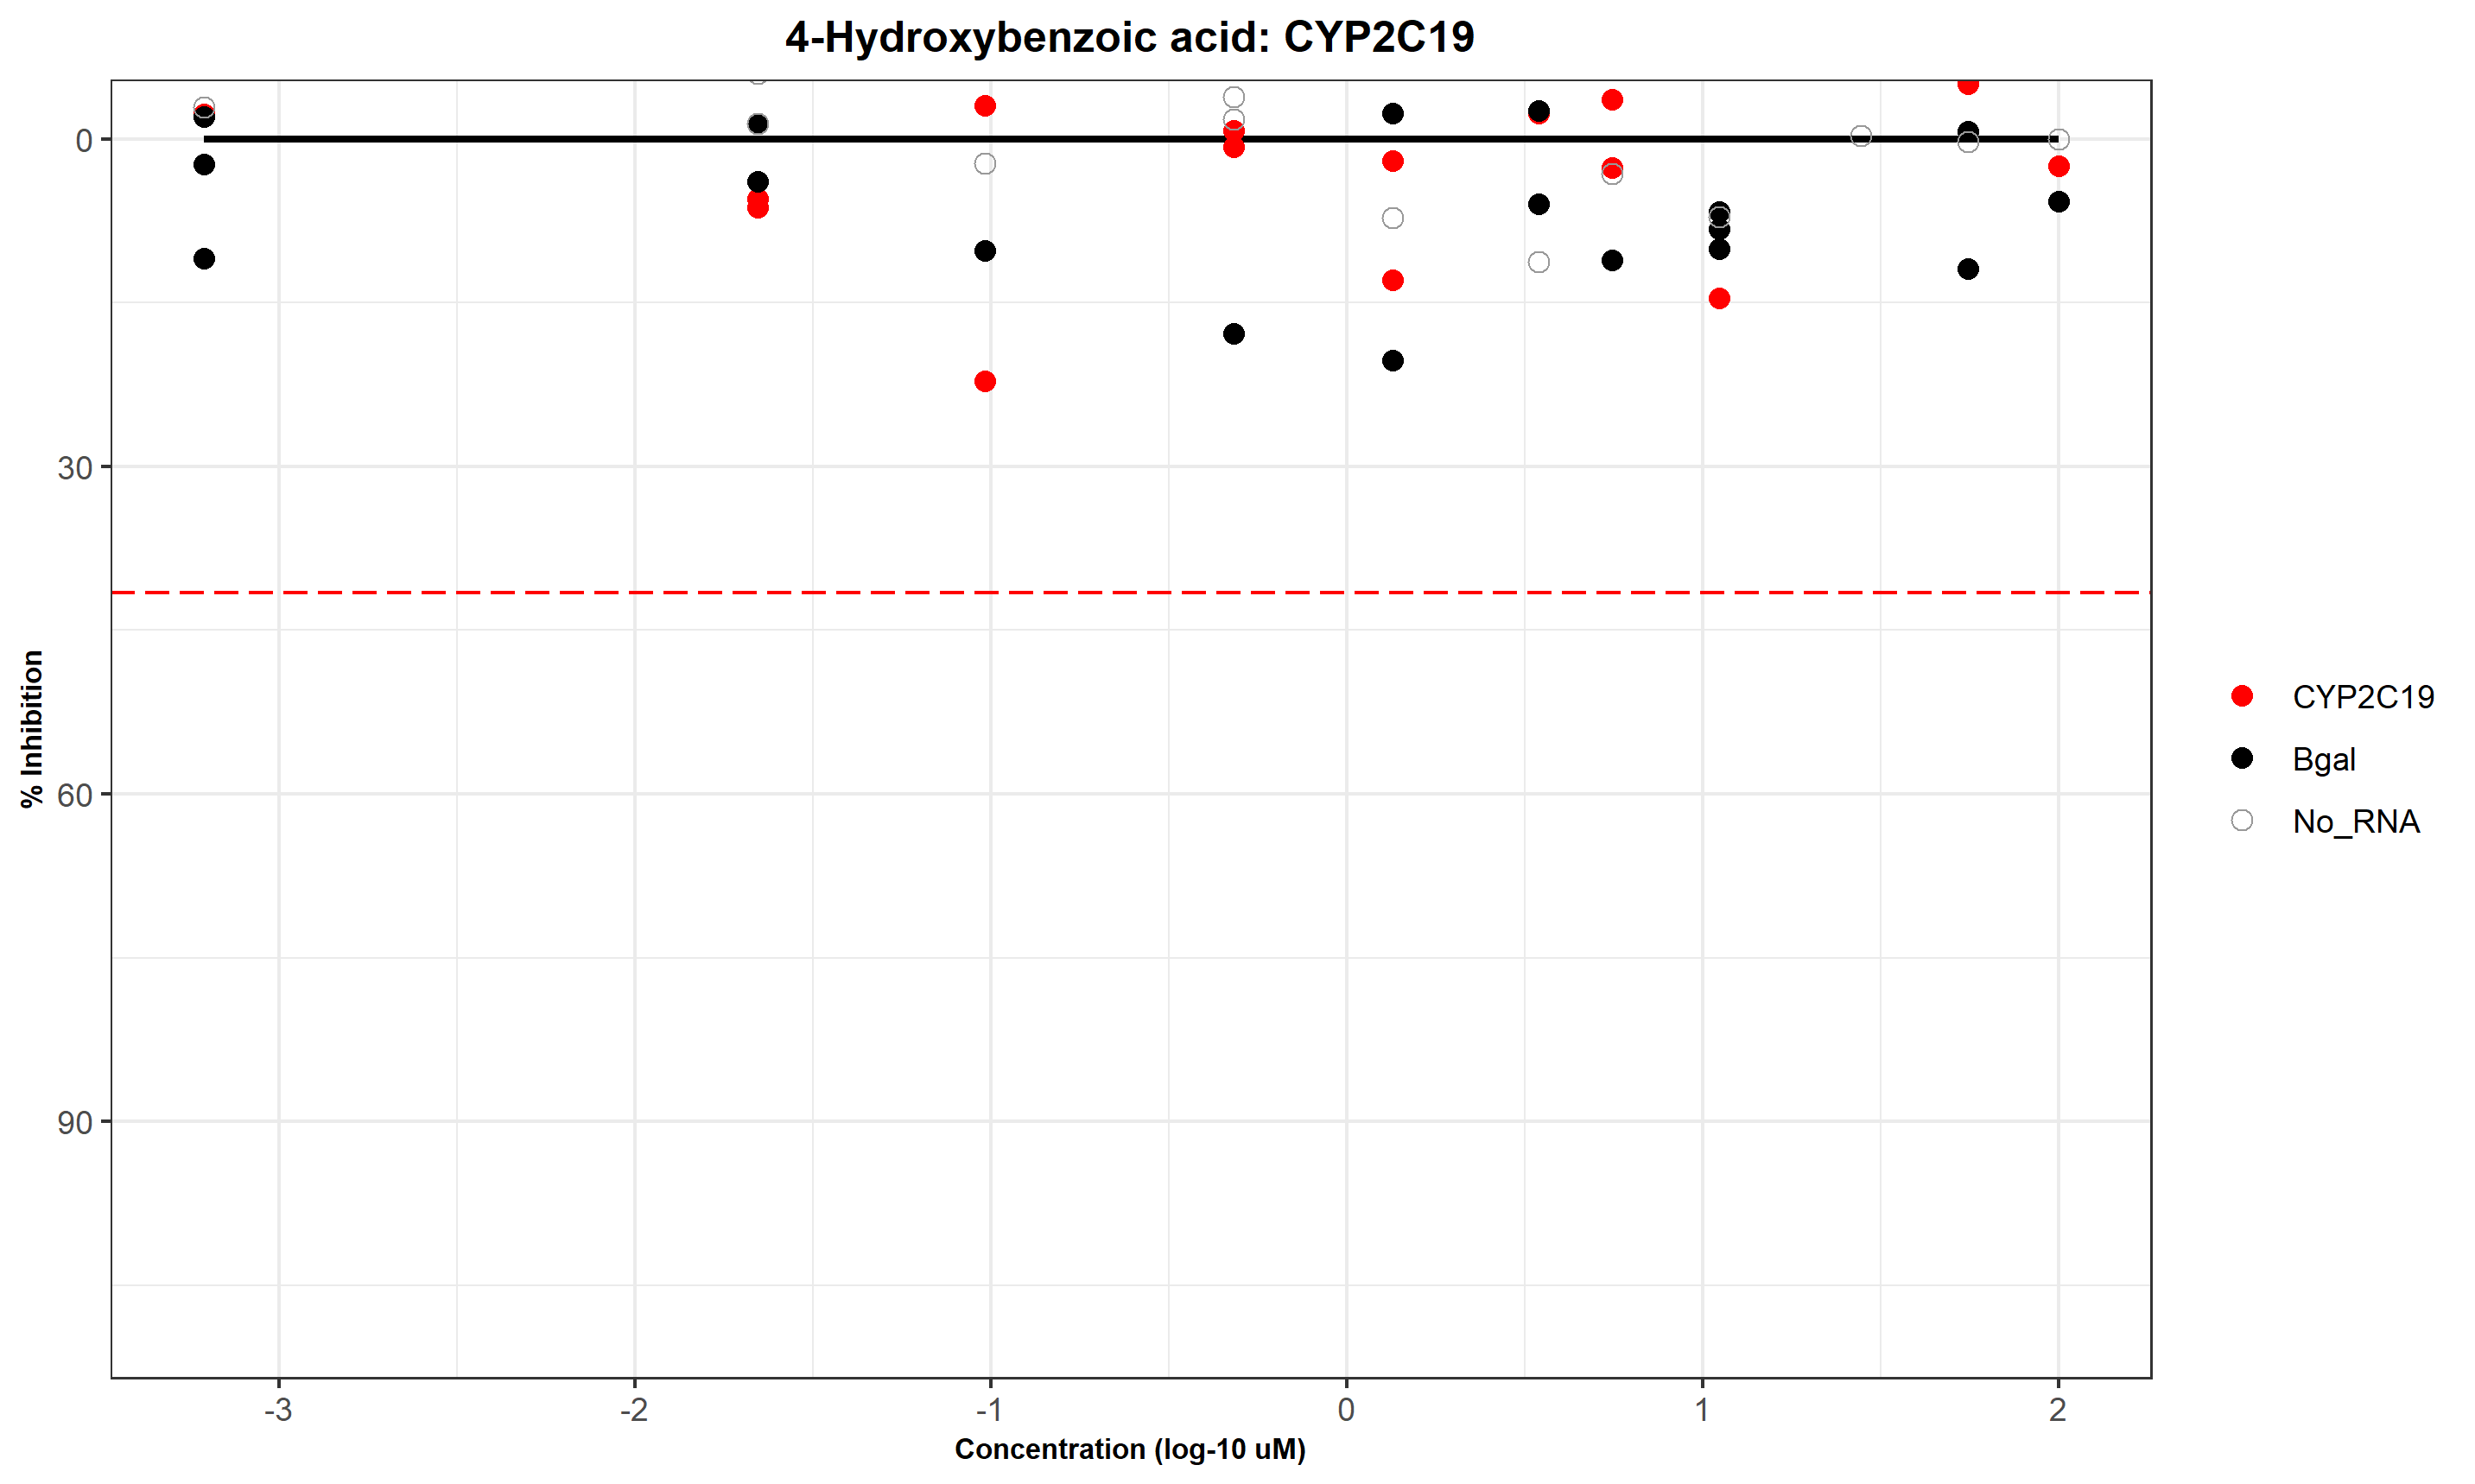 4-Hydroxybenzoic acid: CYP2C19
0
30
60
90
% Inhibition
-3
-2
-1
0
1
2
Concentration (log-10 uM)
CYP2C19
Bgal
No_RNA